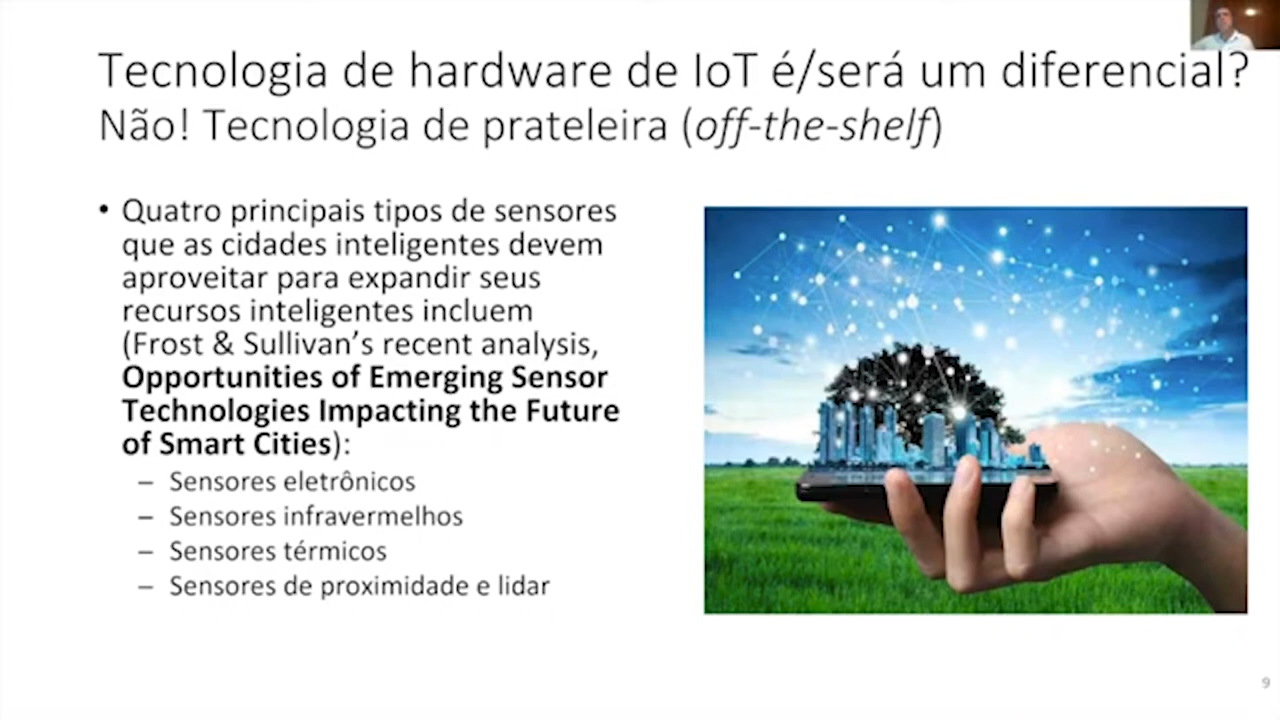 Tecnologia de hardware de IoT é/será um diferencial?
Não! Tecnologia de prateleira (off-the-shelf)
• Quatro principais tipos de sensores
que as cidades inteligentes devem
aproveitar para expandir seus
recursos inteligentes incluem
(Frost & Sullivan’s recent analysis,
Opportunities of Emerging Sensor
Technologies Impacting the Future
of Smart Cities):
– Sensores eletrônicos
– Sensores infravermelhos
– Sensores térmicos
– Sensores de proximidade e lidar
9